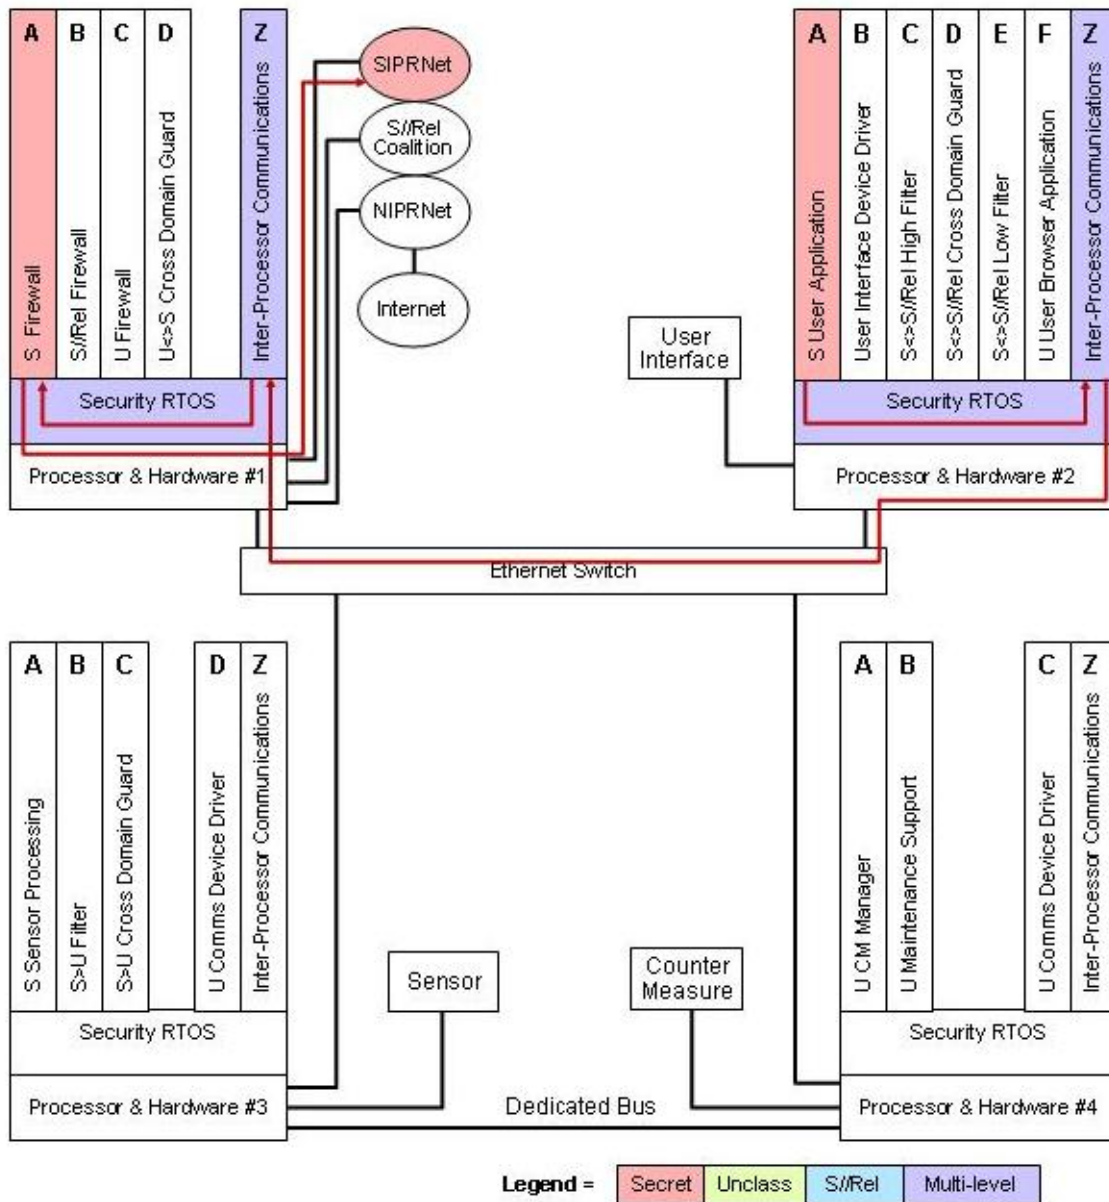 A B C D Z
S Firewall
S//Rel Firewall
U Firewall
U<>S Cross Domain Guard
Inter-Processor Communications
Security RTOS
Processor & Hardware #1
SIPRNet
S//Rel
Coalition
NIPRNet
Internet
A B C D E F Z
S User Application
User Interface Device Driver
S<>S//Rel High Filter
S<>S//Rel Cross Domain Guard
S<>S//Rel Low Filter
U User Browser Application
Inter-Processor Communications
Security RTOS
Processor & Hardware #2
User
Interface
Ethernet Switch
A B C D Z
S Sensor Processing
S>U Filter
S>U Cross Domain Guard
U Comms Device Driver
Inter-Processor Communications
Security RTOS
Processor & Hardware #3
Sensor
Counter
Measure
Dedicated Bus
A B C Z
U CM Manager
U Maintenance Support
U Comms Device Driver
Inter-Processor Communications
Security RTOS
Processor & Hardware #4
Legend = Secret Unclass S//Rel Multi-level